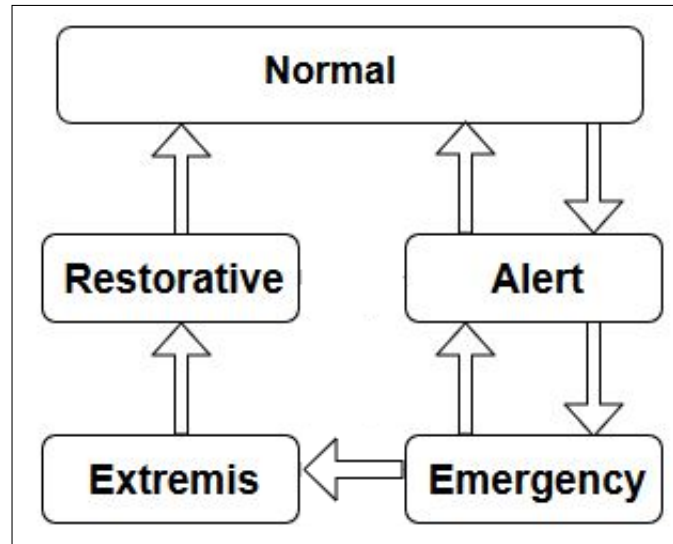 Normal
Restorative
Alert
Extremis
Emergency